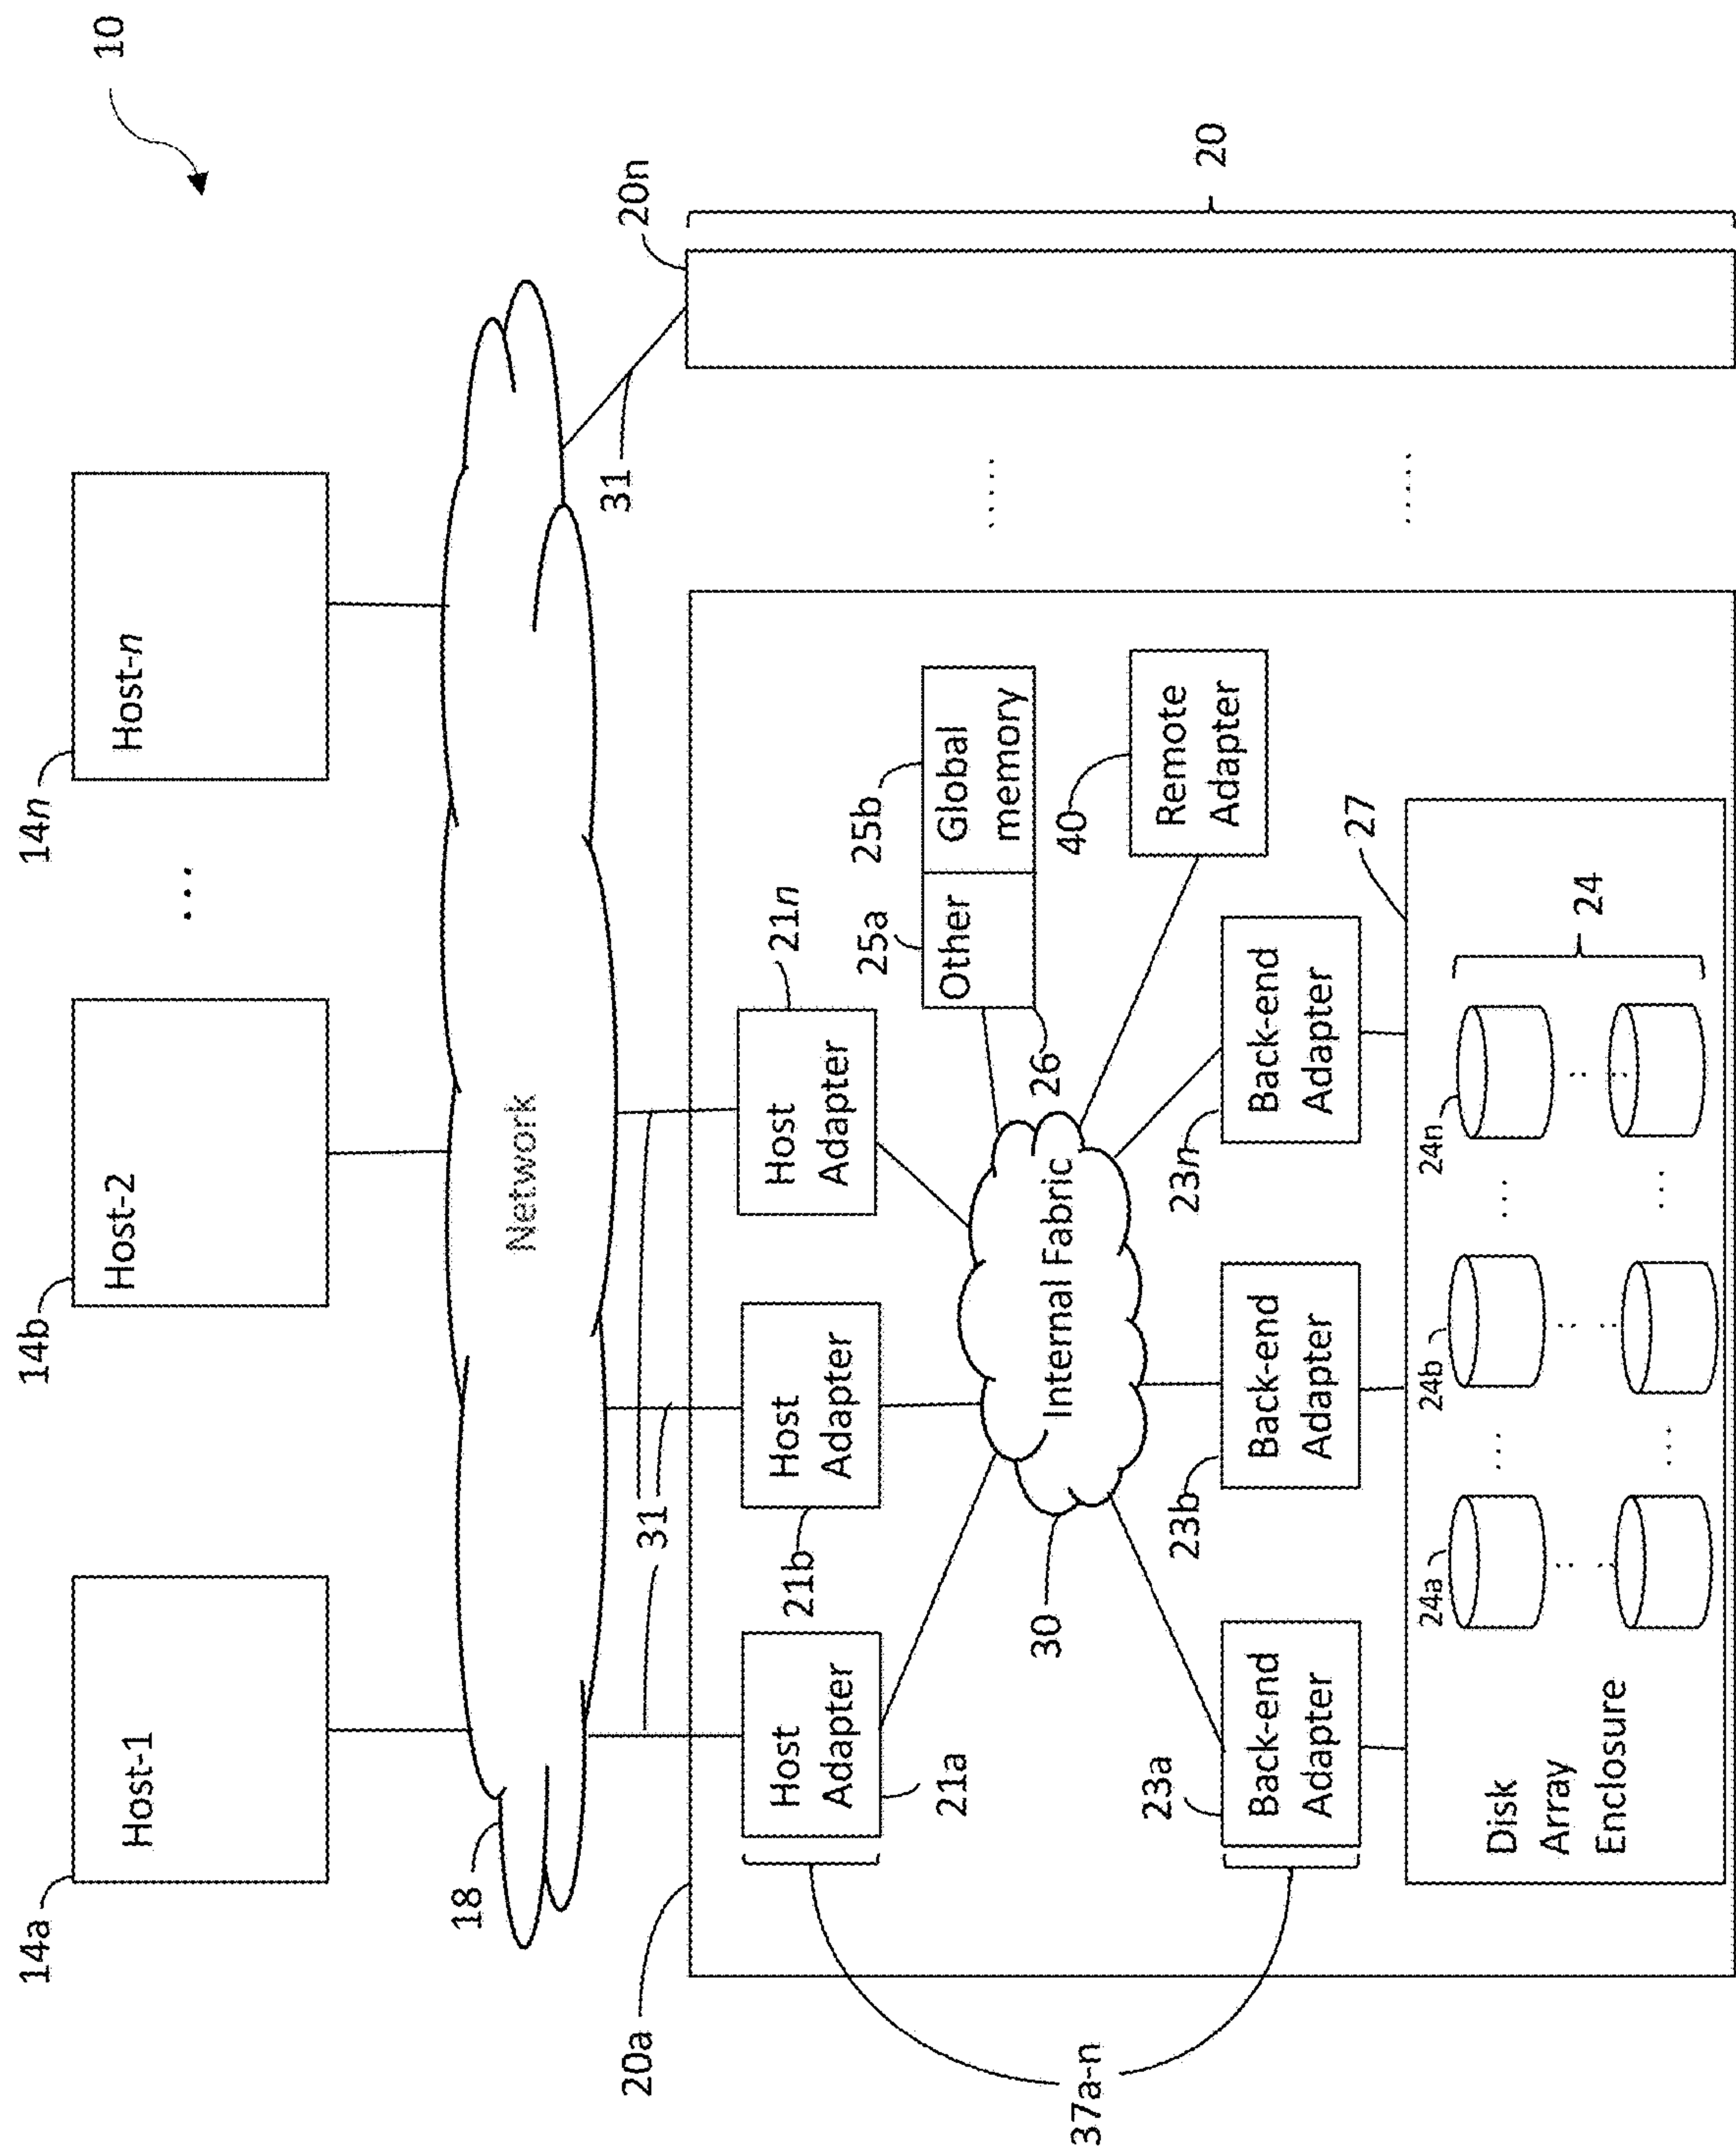 10
14a
14b
14n
Host-1
Host-2
...
Host-n
18
Network
31
31
20n
20a
20
21b
21n
Host
Adapter
Host
Adapter
Host
Adapter
21a
25a
25b
Other
Global
memory
26
30
Internal Fabric
40
Remote
Adapter
.....
37a-n
23a
23b
23n
Back-end
Adapter
Back-end
Adapter
Back-end
Adapter
27
.....
24a
24b
24n
24
Disk
Array
Enclosure
...
...
...
...